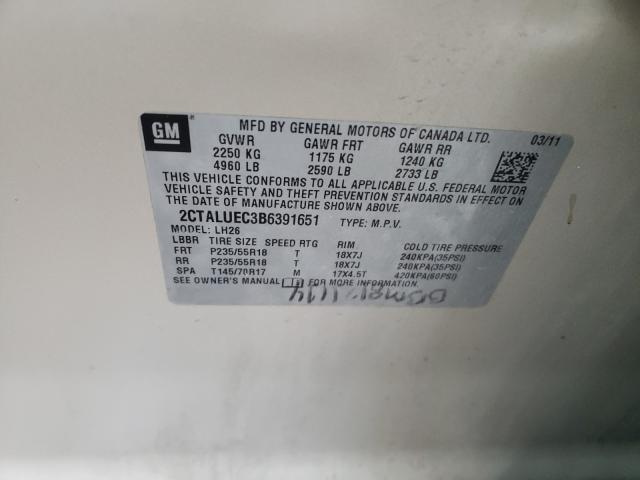 GM
MFD BY GENERAL MOTORS OF CANADA LTD. 03/11
GVWR GAWR FRT GAWR RR
2250 KG 1175 KG 1240 KG
4960 LB 2590 LB 2733 LB
THIS VEHICLE CONFORMS TO ALL APPLICABLE U.S. FEDERAL MOTOR
VEHICLE SAFETY AND THEFT PREVENTION STANDARDS IN EFFECT ON
THE DATE OF MANUFACTURE SHOWN ABOVE.
2CTALUEC3B6391651 TYPE: M.P.V.
MODEL: LH26
LBBR TIRE SIZE SPEED RTG RIM COLD TIRE PRESSURE
FRT P235/55R18 T 18X7J 240KPA(35PSI)
RR P235/55R18 T 18X7J 240KPA(35PSI)
SPA T145/70R17 M 17X4.5T 420KPA(60PSI)
SEE OWNER'S MANUAL FOR MORE INFORMATION.